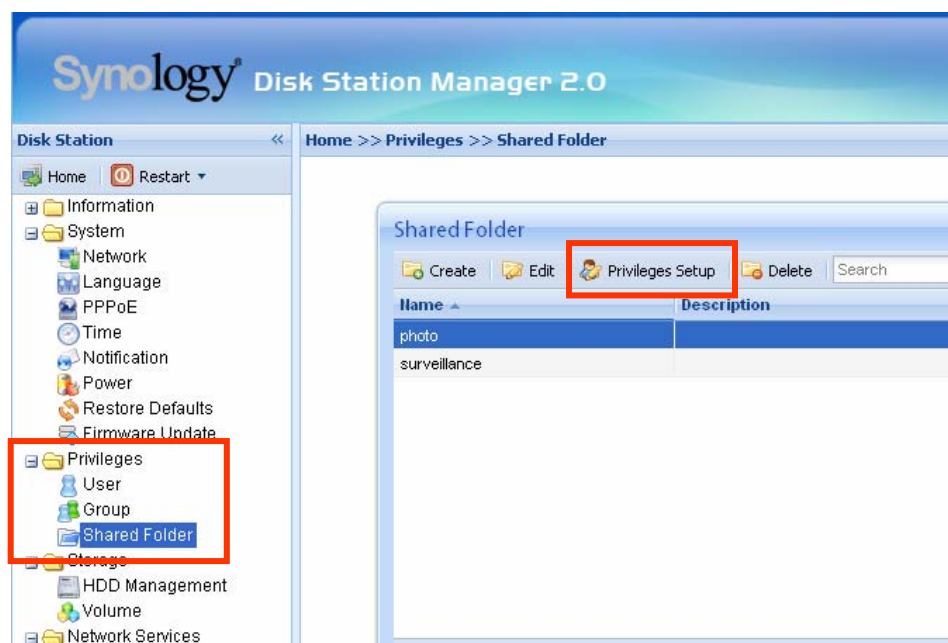 Synology Disk Station Manager 2.0
Disk Station «
Home Restart
Information
System
Network
Language
PPPoE
Time
Notification
Power
Restore Defaults
Firmware Update
Privileges
User
Group
Shared Folder
Storage
HDD Management
Volume
Network Services
Home >> Privileges >> Shared Folder
Shared Folder
Create Edit Privileges Setup Delete Search
Name Description
photo
surveillance